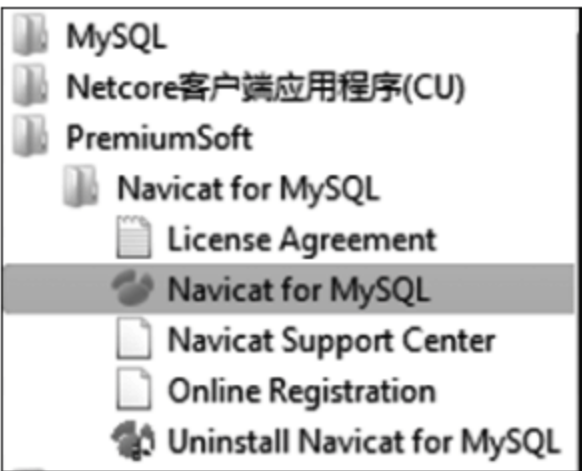 MySQL
Netcore客户端应用程序(CU)
PremiumSoft
Navicat for MySQL
License Agreement
Navicat for MySQL
Navicat Support Center
Online Registration
Uninstall Navicat for MySQL